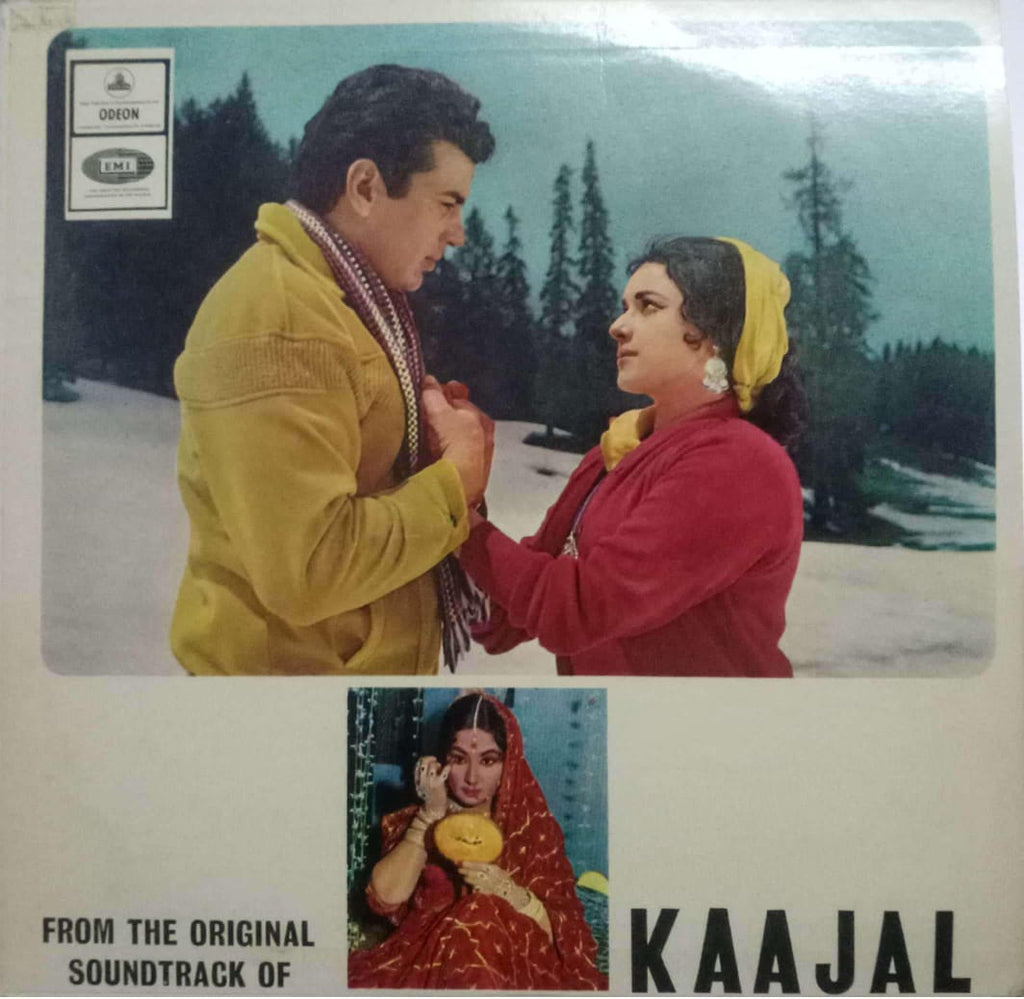 ODEON
EMI
FROM THE ORIGINAL
SOUNDTRACK OF
KAAJAL